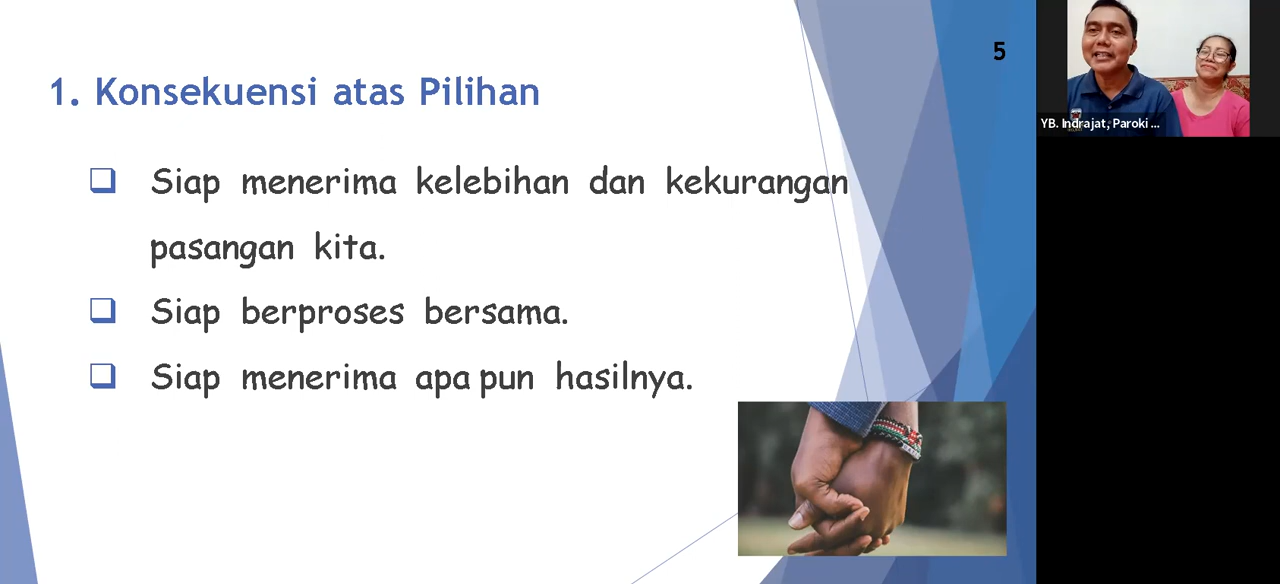 5
1. Konsekuensi atas Pilihan
❑ Siap menerima kelebihan dan kekurangan
pasangan kita.
❑ Siap berproses bersama.
❑ Siap menerima apa pun hasilnya.
YB. Indrajat, Paroki ...